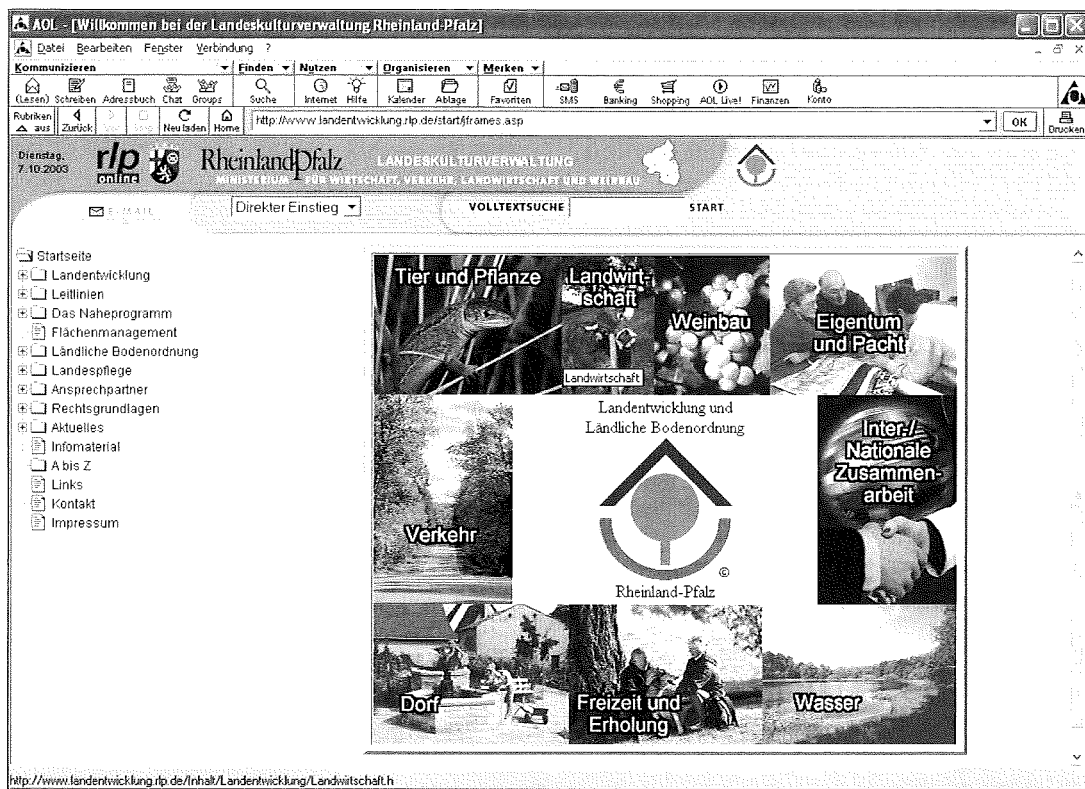 AOL - [Willkommen bei der Landeskulturverwaltung Rheinland-Pfalz]
Datei Bearbeiten Fenster Verbindung ?
Kommunizieren Finden Nutzen Organisieren Merken
(Lesen) Schreiben Adressbuch Chat Groups Suche Internet Hilfe Kalender Ablage Favoriten SMS Banking Shopping AOL Live! Finanzen Konto
Rubriken aus Zurück Neu laden Home http://www.landentwicklung.rlp.de/start/jframes.asp OK Drucken
Dienstag, 7.10.2003
rlp online
RheinlandPfalz
LANDESKULTURVERWALTUNG
MINISTERIUM FÜR WIRTSCHAFT, VERKEHR, LANDWIRTSCHAFT UND WEINBAU
E-MAIL Direkter Einstieg VOLLTEXTSUCHE START
Startseite
Landentwicklung
Leitlinien
Das Naheprogramm
Flächenmanagement
Ländliche Bodenordnung
Landespflege
Ansprechpartner
Rechtsgrundlagen
Aktuelles
Infomaterial
A bis Z
Links
Kontakt
Impressum
Tier und Pflanze
Landwirt-
schaft
Landwirtschaft
Weinbau
Eigentum
und Pacht
Landentwicklung und
Ländliche Bodenordnung
©
Rheinland-Pfalz
Verkehr
Inter-/
Nationale
Zusammen-
arbeit
Dorf
Freizeit und
Erholung
Wasser
http://www.landentwicklung.rlp.de/Inhalt/Landentwicklung/Landwirtschaft.h